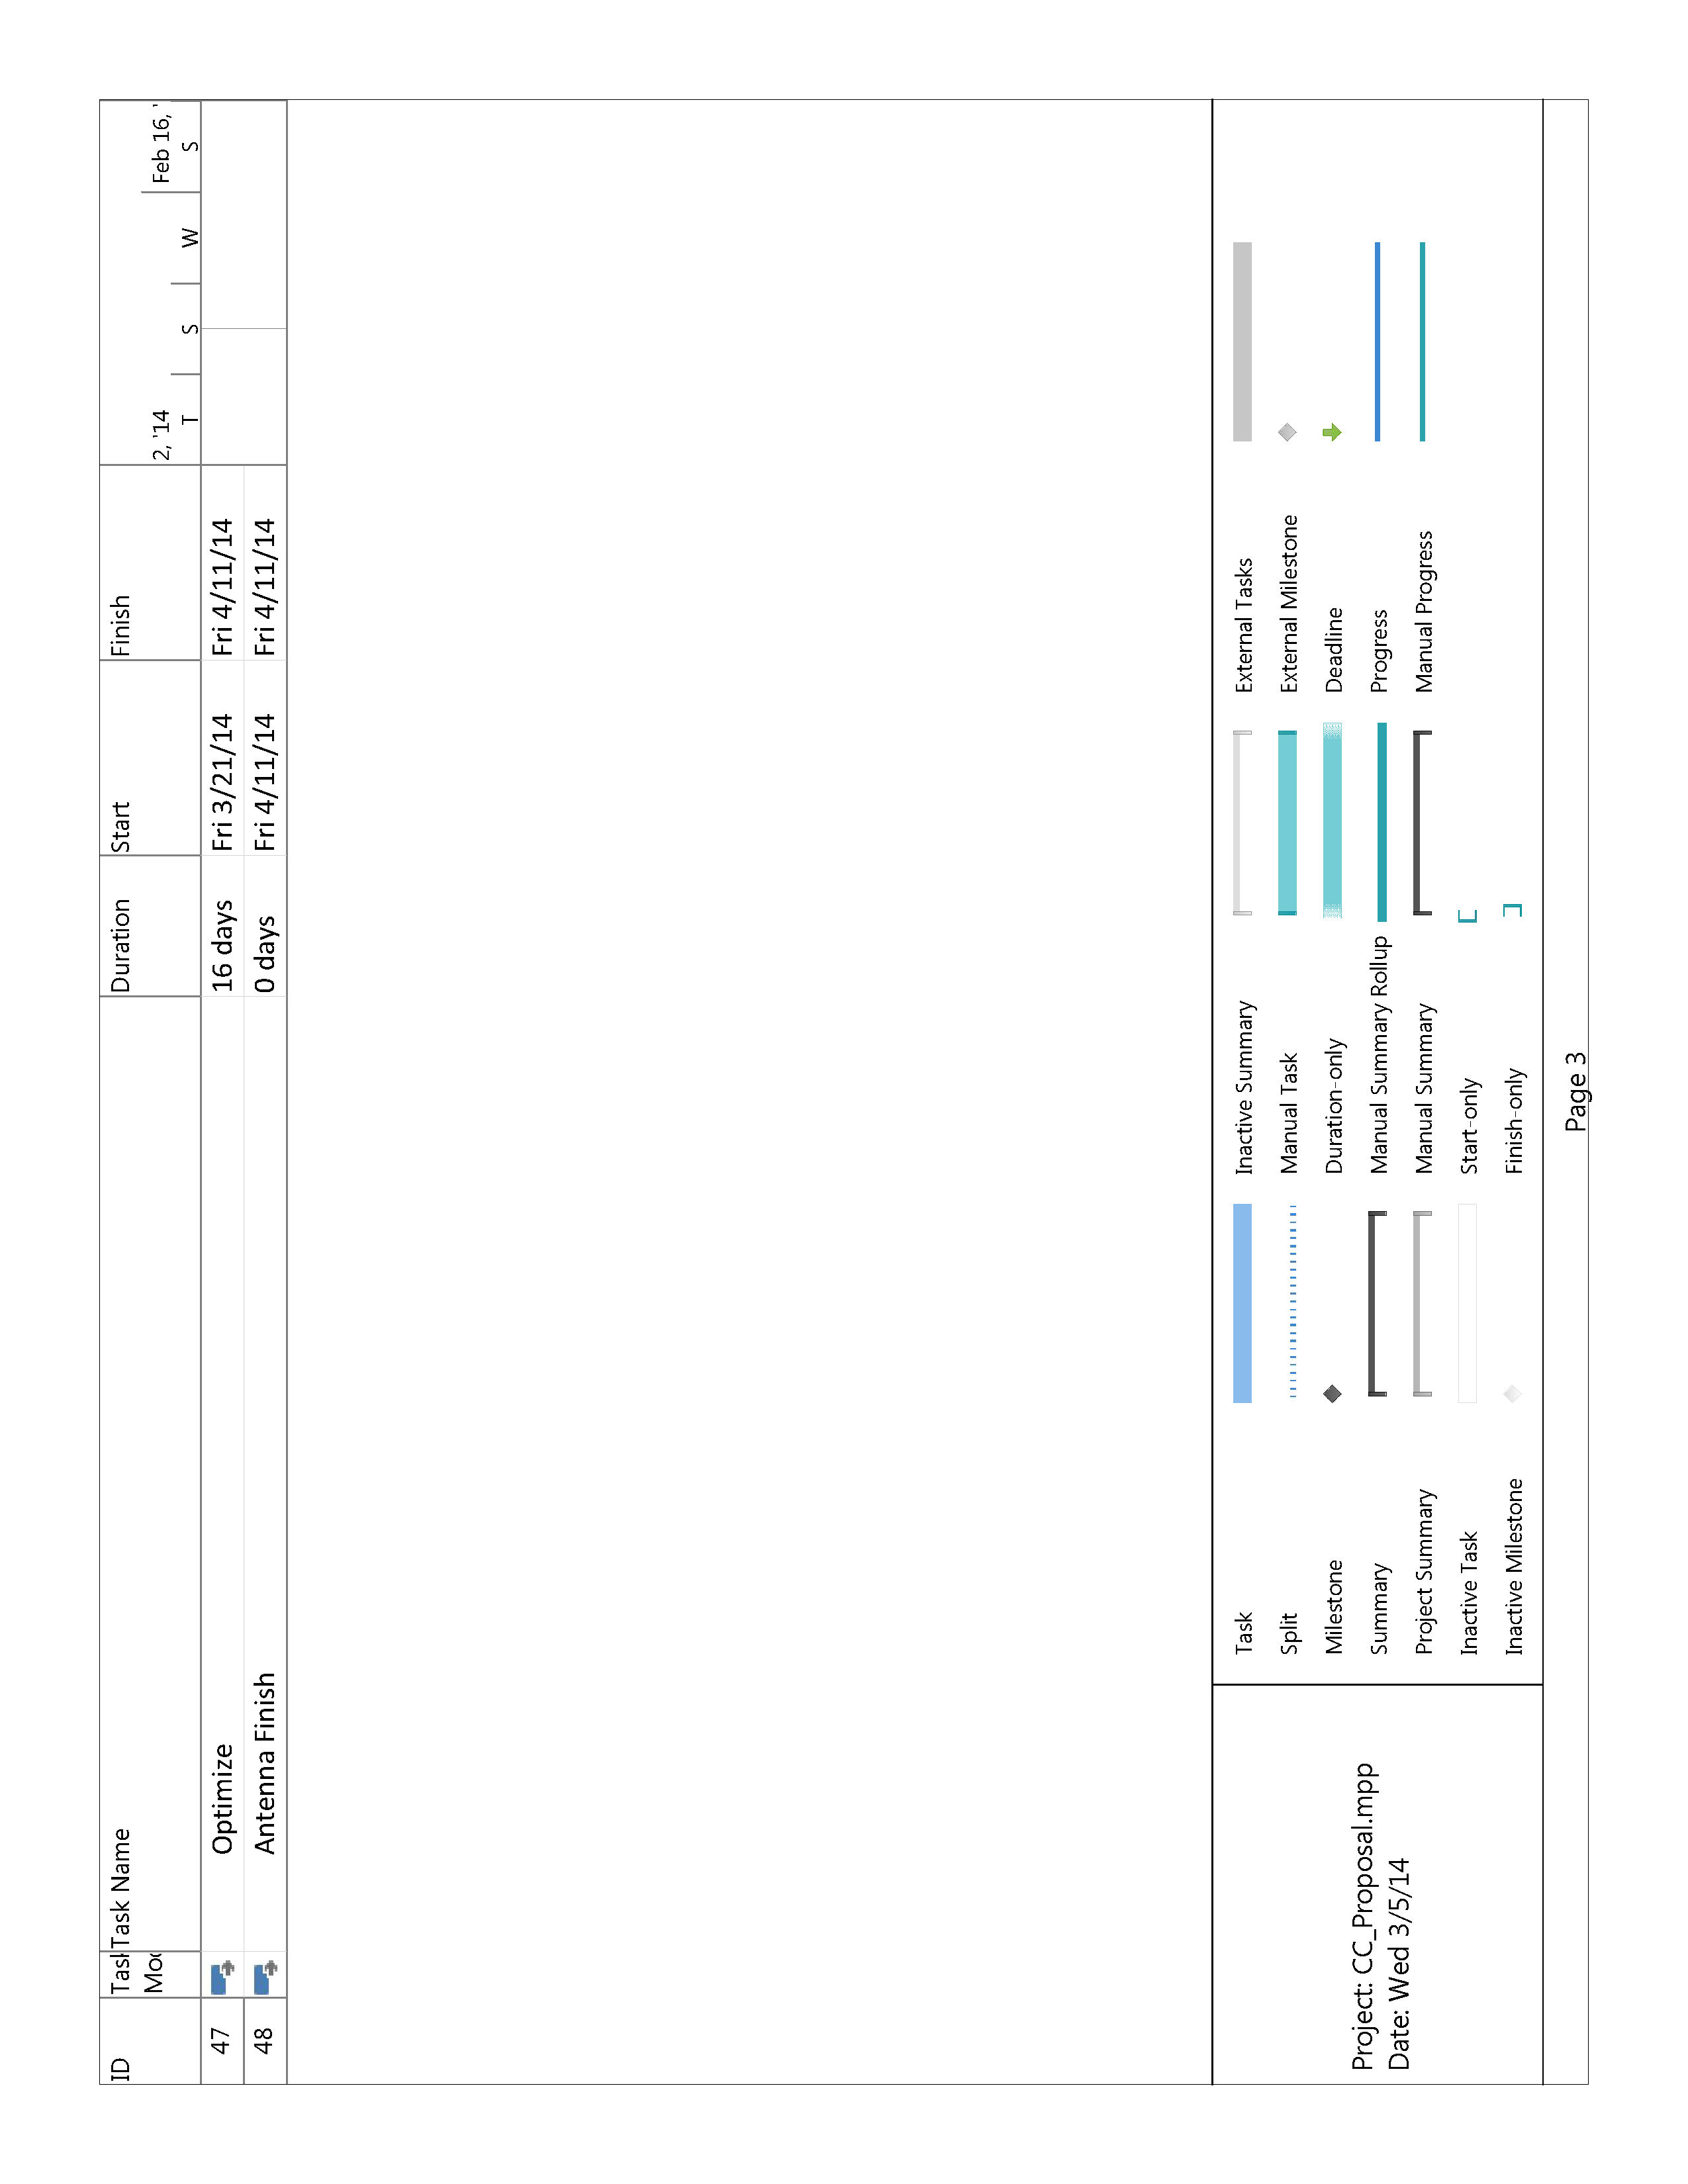 ID Task Mod Task Name Duration Start Finish
2, '14 Feb 16, '
T S W S
47 Optimize 16 days Fri 3/21/14 Fri 4/11/14
48 Antenna Finish 0 days Fri 4/11/14 Fri 4/11/14
Project: CC_Proposal.mpp
Date: Wed 3/5/14
Task
Split
Milestone
Summary
Project Summary
Inactive Task
Inactive Milestone
Inactive Summary
Manual Task
Duration-only
Manual Summary Rollup
Manual Summary
Start-only
Finish-only
External Tasks
External Milestone
Deadline
Progress
Manual Progress
Page 3